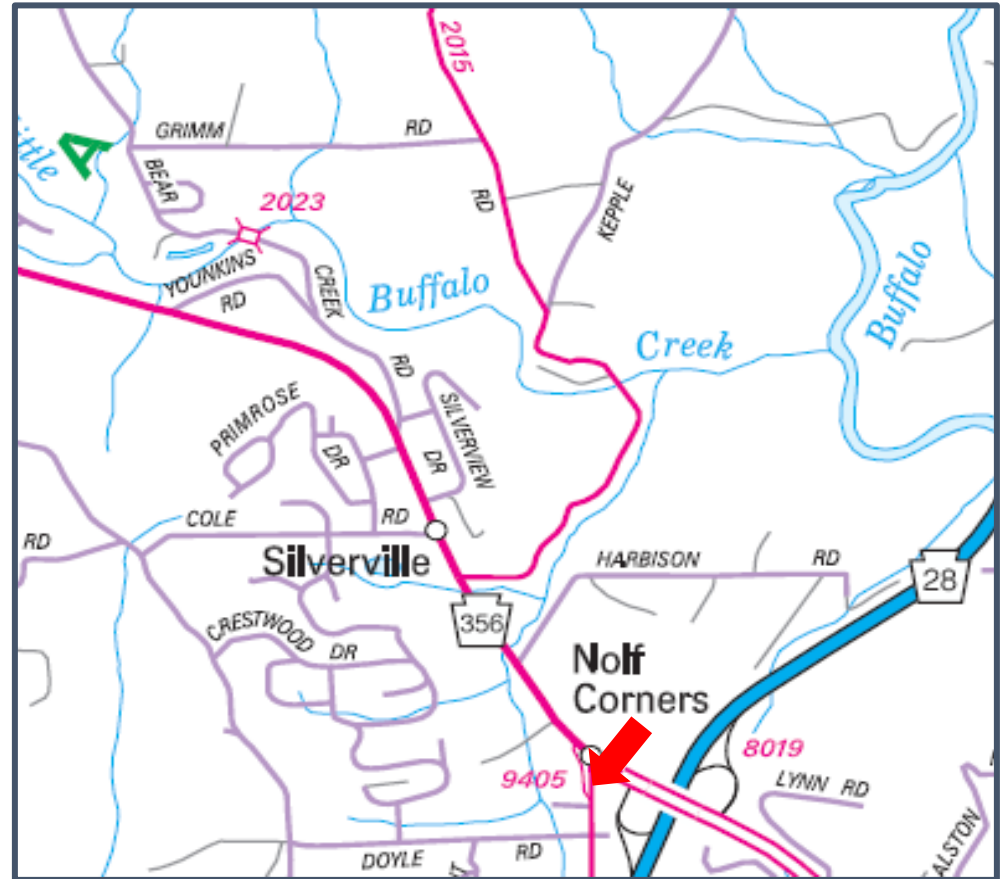 2015
GRIMM RD
A
ittle
BEAR
RD
KEPPLE
2023
YOUNKINS
RD
CREEK
Buffalo
Buffalo
Creek
RD
PRIMROSE
DR
SILVERVIEW
DR
COLE RD
RD
Silverville
HARBISON RD
28
356
CRESTWOOD
DR
Nolf
Corners
9405
8019
LYNN RD
ALSTON
DOYLE RD